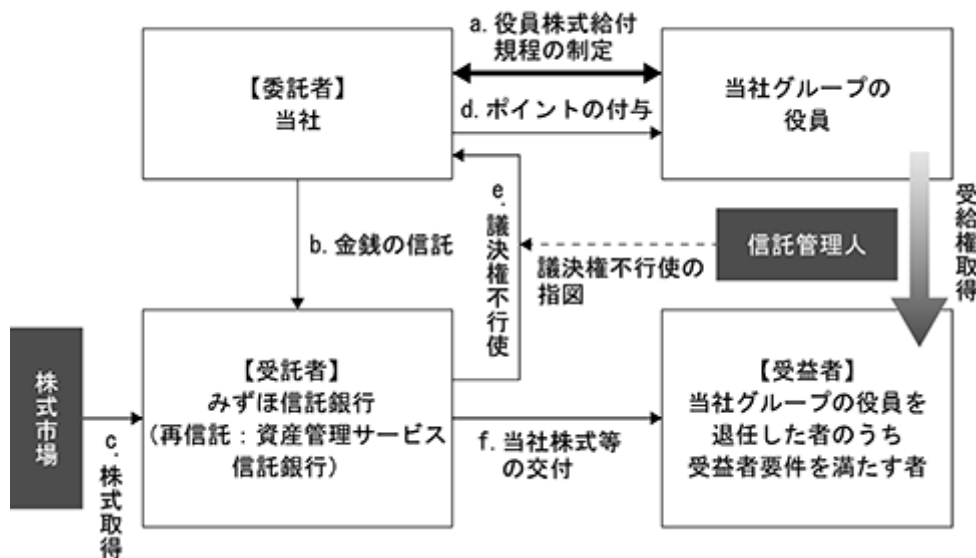 a. 役員株式給付
規程の制定
【委託者】
当社
当社グループの
役員
d. ポイントの付与
e. 議決権不行使
受給権取得
b. 金銭の信託
信託管理人
議決権不行使の
指図
株式市場
【受託者】
みずほ信託銀行
(再信託:資産管理サービス
信託銀行)
【受益者】
当社グループの役員を
退任した者のうち
受益者要件を満たす者
c. 株式取得
f. 当社株式等
の交付